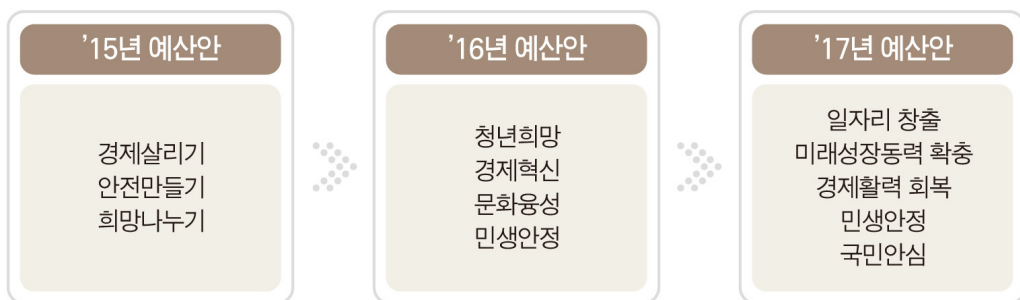 ’15년 예산안
경제살리기
안전만들기
희망나누기
’16년 예산안
청년희망
경제혁신
문화융성
민생안정
’17년 예산안
일자리 창출
미래성장동력 확충
경제활력 회복
민생안정
국민안심